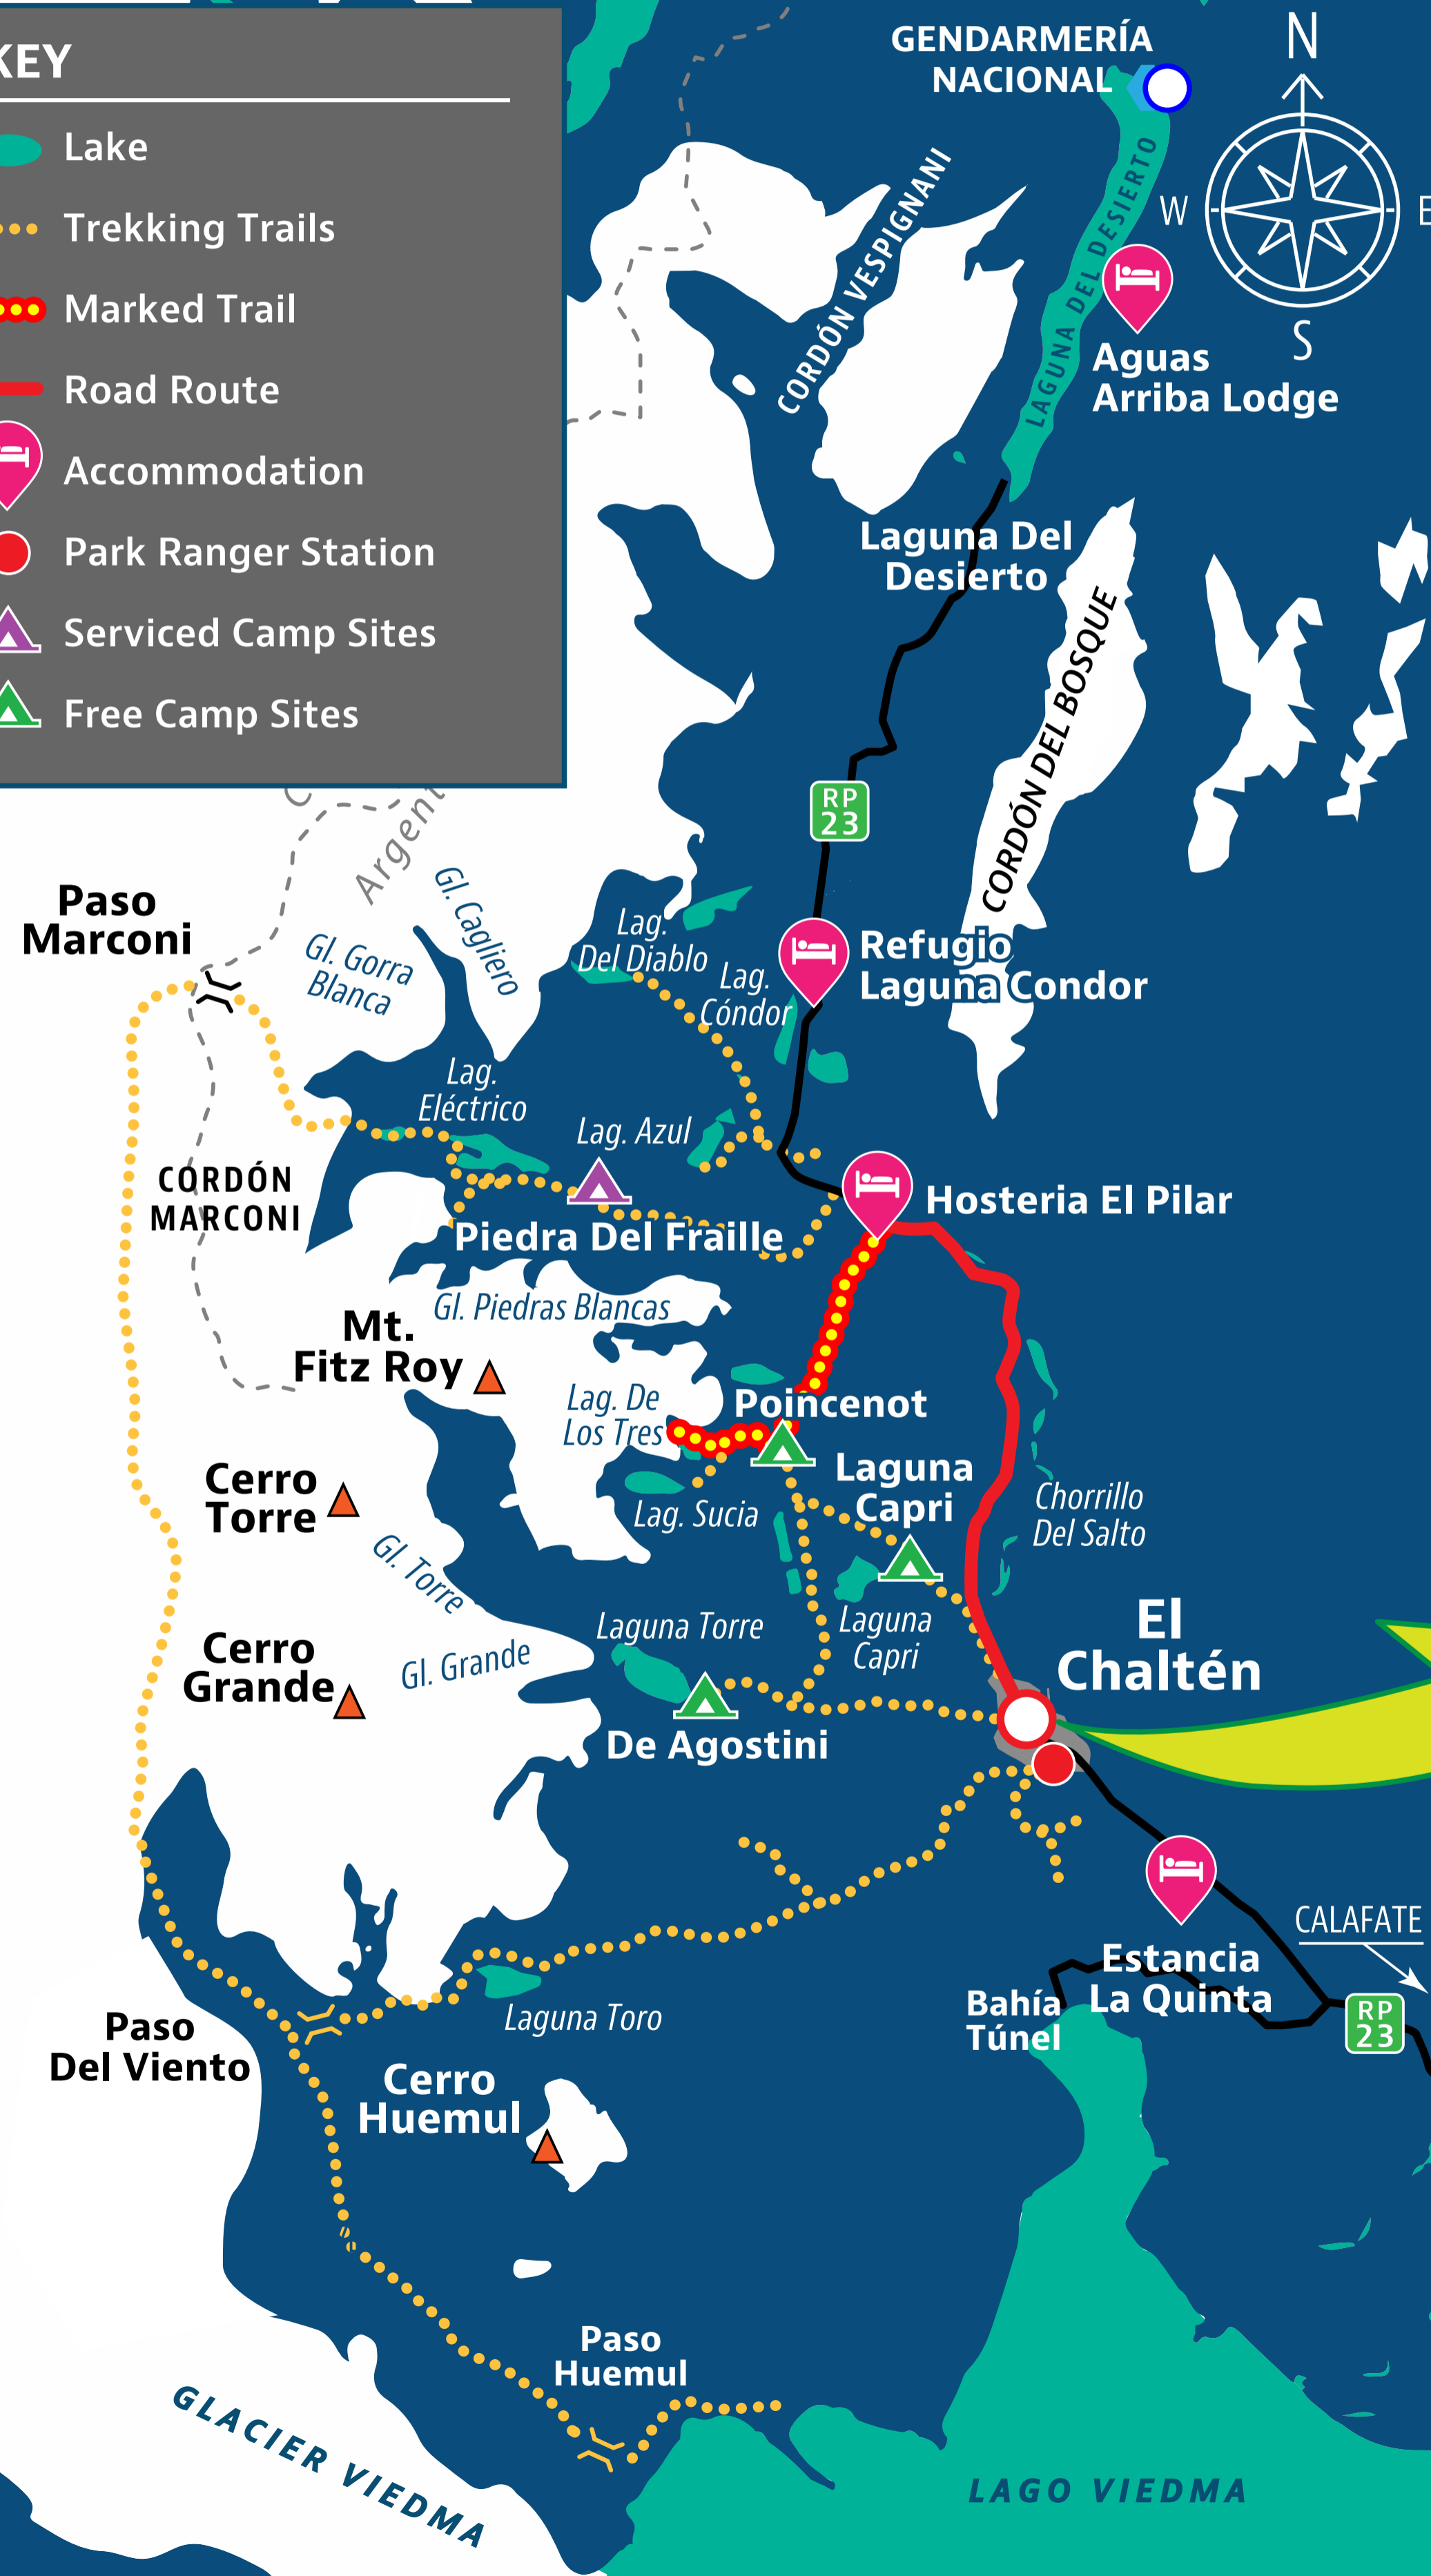 KEY
Lake
Trekking Trails
Marked Trail
Road Route
Accommodation
Park Ranger Station
Serviced Camp Sites
Free Camp Sites
GENDARMERÍA
NACIONAL
N
W
E
S
LAGUNA DEL DESIERTO
CORDÓN VESPIGNANI
Aguas
Arriba Lodge
Laguna Del
Desierto
CORDÓN DEL BOSQUE
RP
23
C
Argent
Paso
Marconi
Gl. Gorra
Blanca
Gl. Cagliero
Lag.
Del Diablo
Lag.
Cóndor
Refugio
Laguna Condor
Lag.
Eléctrico
Lag. Azul
CORDÓN
MARCONI
Piedra Del Fraille
Hosteria El Pilar
Gl. Piedras Blancas
Mt.
Fitz Roy
Lag. De
Los Tres
Poincenot
Laguna
Capri
Cerro
Torre
Lag. Sucia
Chorrillo
Del Salto
Gl. Torre
Laguna Torre
Laguna
Capri
El
Chaltén
Cerro
Grande
Gl. Grande
De Agostini
CALAFATE
Estancia
La Quinta
Bahía
Túnel
RP
23
Laguna Toro
Paso
Del Viento
Cerro
Huemul
Paso
Huemul
GLACIER VIEDMA
LAGO VIEDMA